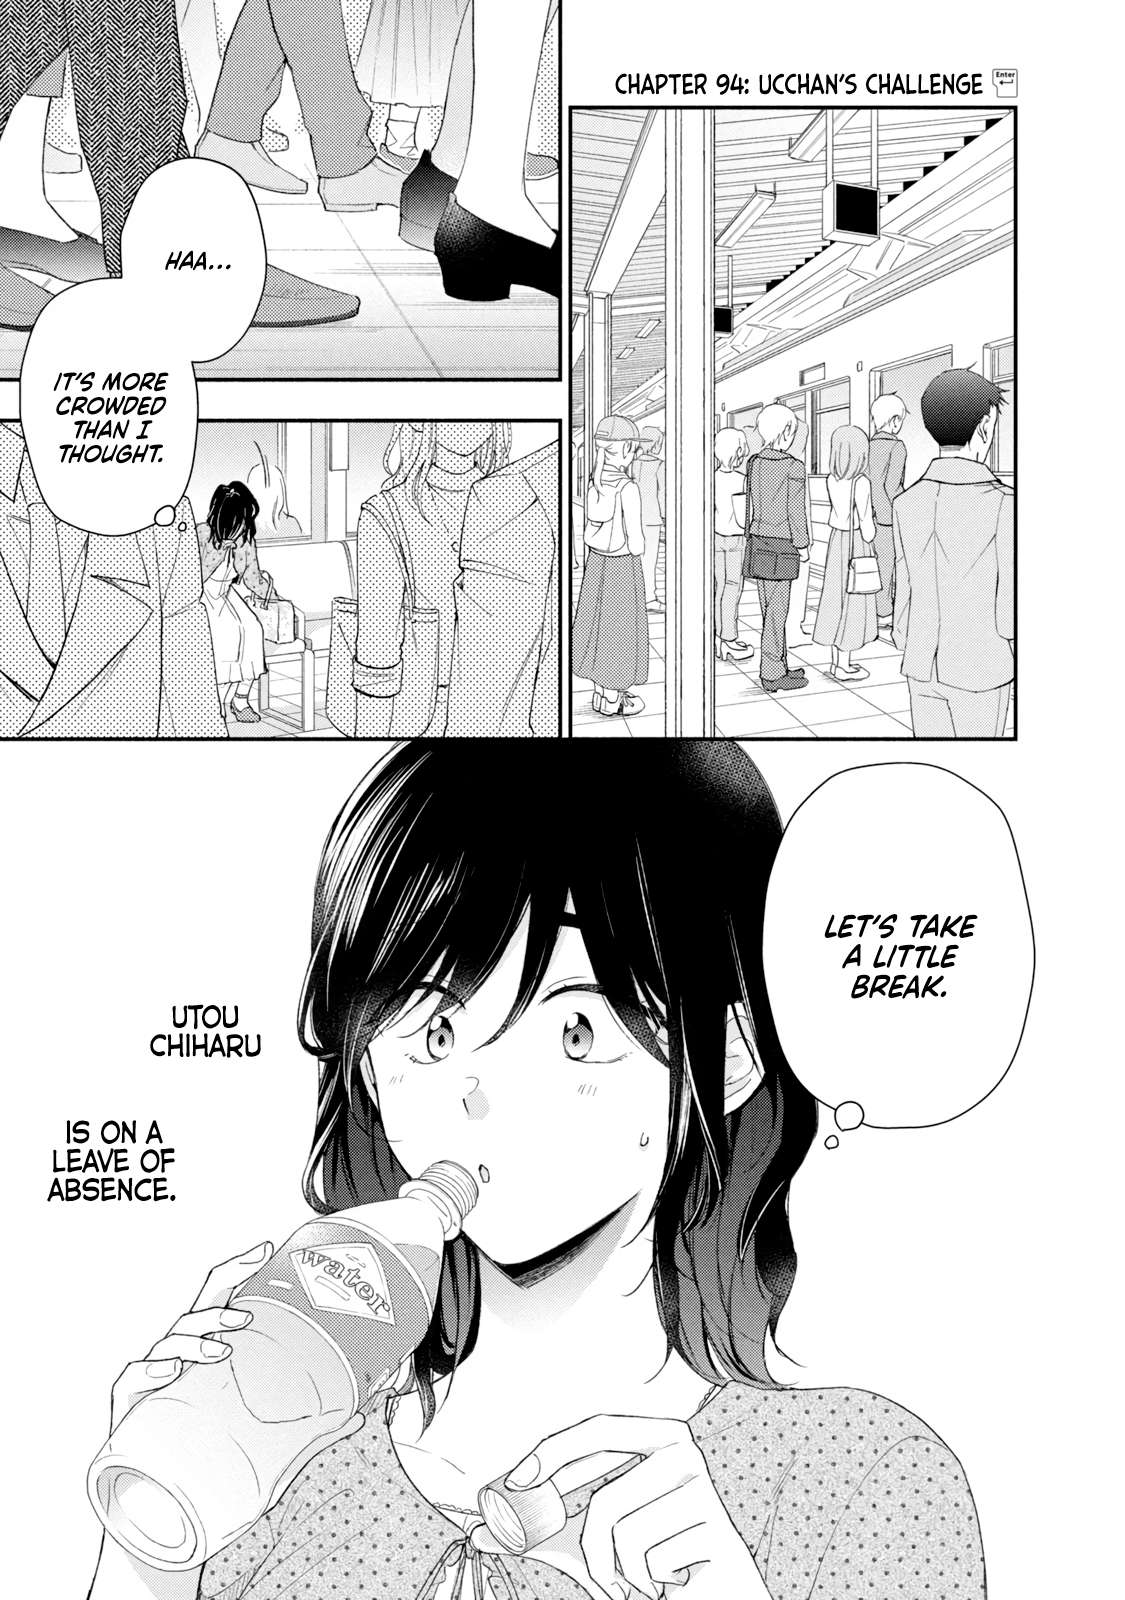 CHAPTER 94: UCCHAN'S CHALLENGE Enter
HAA...
IT'S MORE
CROWDED
THAN I
THOUGHT.
LET'S TAKE
A LITTLE
BREAK.
UTOU
CHIHARU
IS ON A
LEAVE OF
ABSENCE.
water